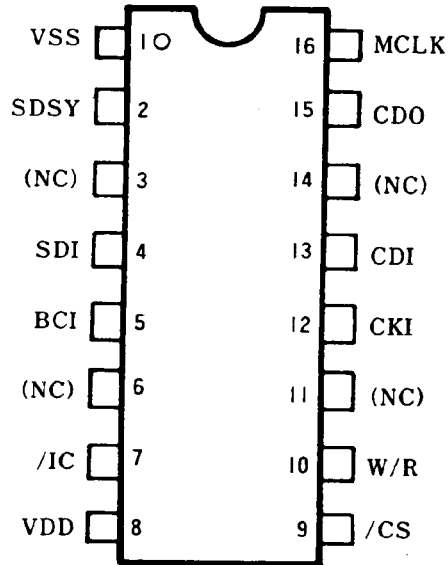 VSS 1 16 MCLK
SDSY 2 15 CDO
(NC) 3 14 (NC)
SDI 4 13 CDI
BCI 5 12 CKI
(NC) 6 11 (NC)
/IC 7 10 W/R
VDD 8 9 /CS